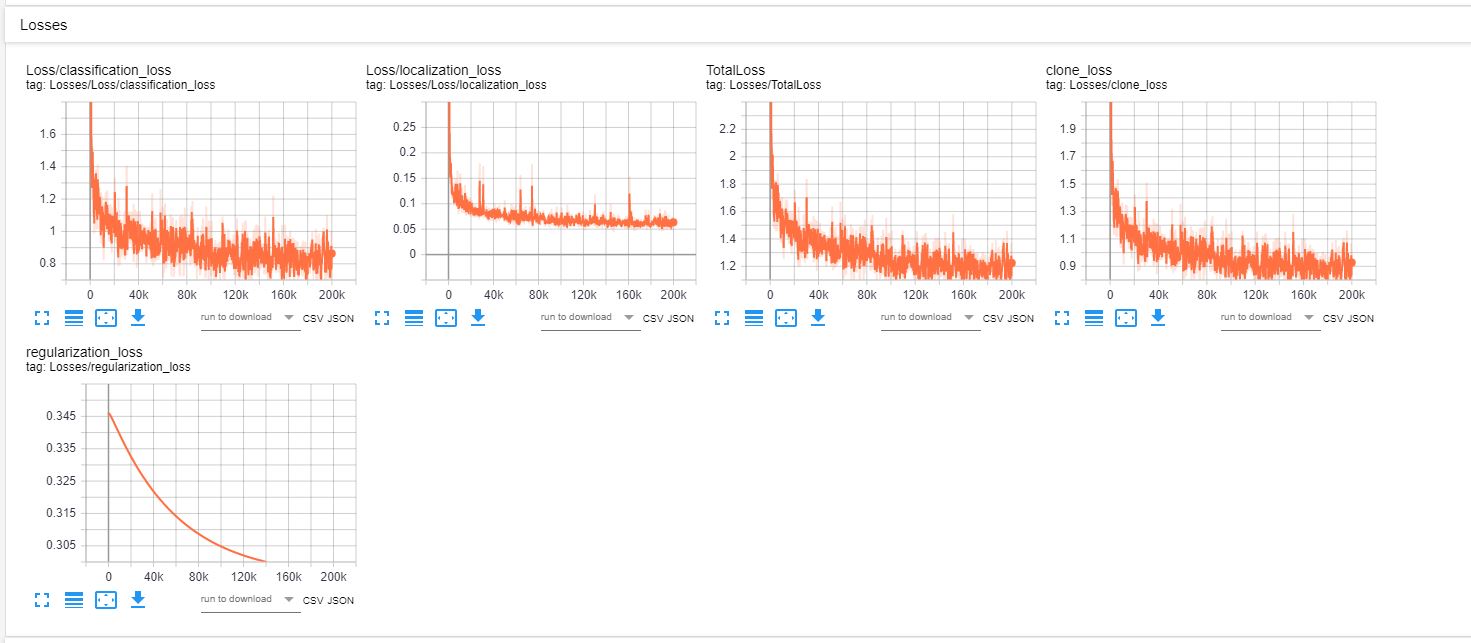 Losses
Loss/classification_loss
tag: Losses/Loss/classification_loss
1.6
1.4
1.2
1
0.8
0 40k 80k 120k 160k 200k
run to download CSV JSON
Loss/localization_loss
tag: Losses/Loss/localization_loss
0.25
0.2
0.15
0.1
0.05
0
0 40k 80k 120k 160k 200k
run to download CSV JSON
TotalLoss
tag: Losses/TotalLoss
2.2
2
1.8
1.6
1.4
1.2
0 40k 80k 120k 160k 200k
run to download CSV JSON
clone_loss
tag: Losses/clone_loss
1.9
1.7
1.5
1.3
1.1
0.9
0 40k 80k 120k 160k 200k
run to download CSV JSON
regularization_loss
tag: Losses/regularization_loss
0.345
0.335
0.325
0.315
0.305
0 40k 80k 120k 160k 200k
run to download CSV JSON